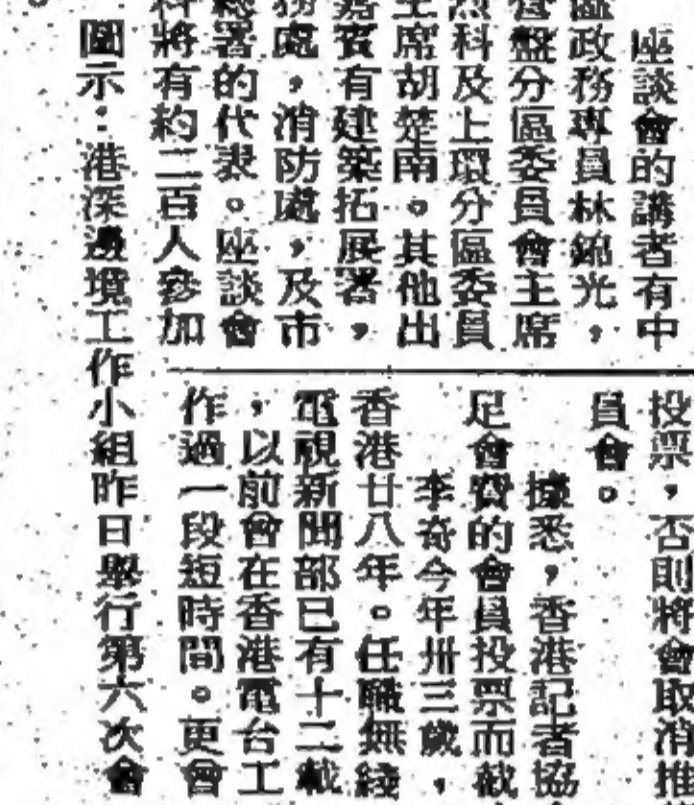 座談會的講者有中
區政務專員林錦光，
營盤分區委員會主席
烈科及上環分區委員
主席胡楚南。其他出
嘉賓有建築拓展署，
務處，消防處，及市
總署的代表。座談會
將有約二百人參加
圖示：港深邊境工作小組昨日舉行第六次會
投票，否則將會取消推
員會。
據悉，香港記者協
足會費的會員投票而
李奇今年卅三歲，
香港廿八年。任職無綫
電視新聞部已有十二載
，以前曾在香港電台工
作過一段短時間。更曾